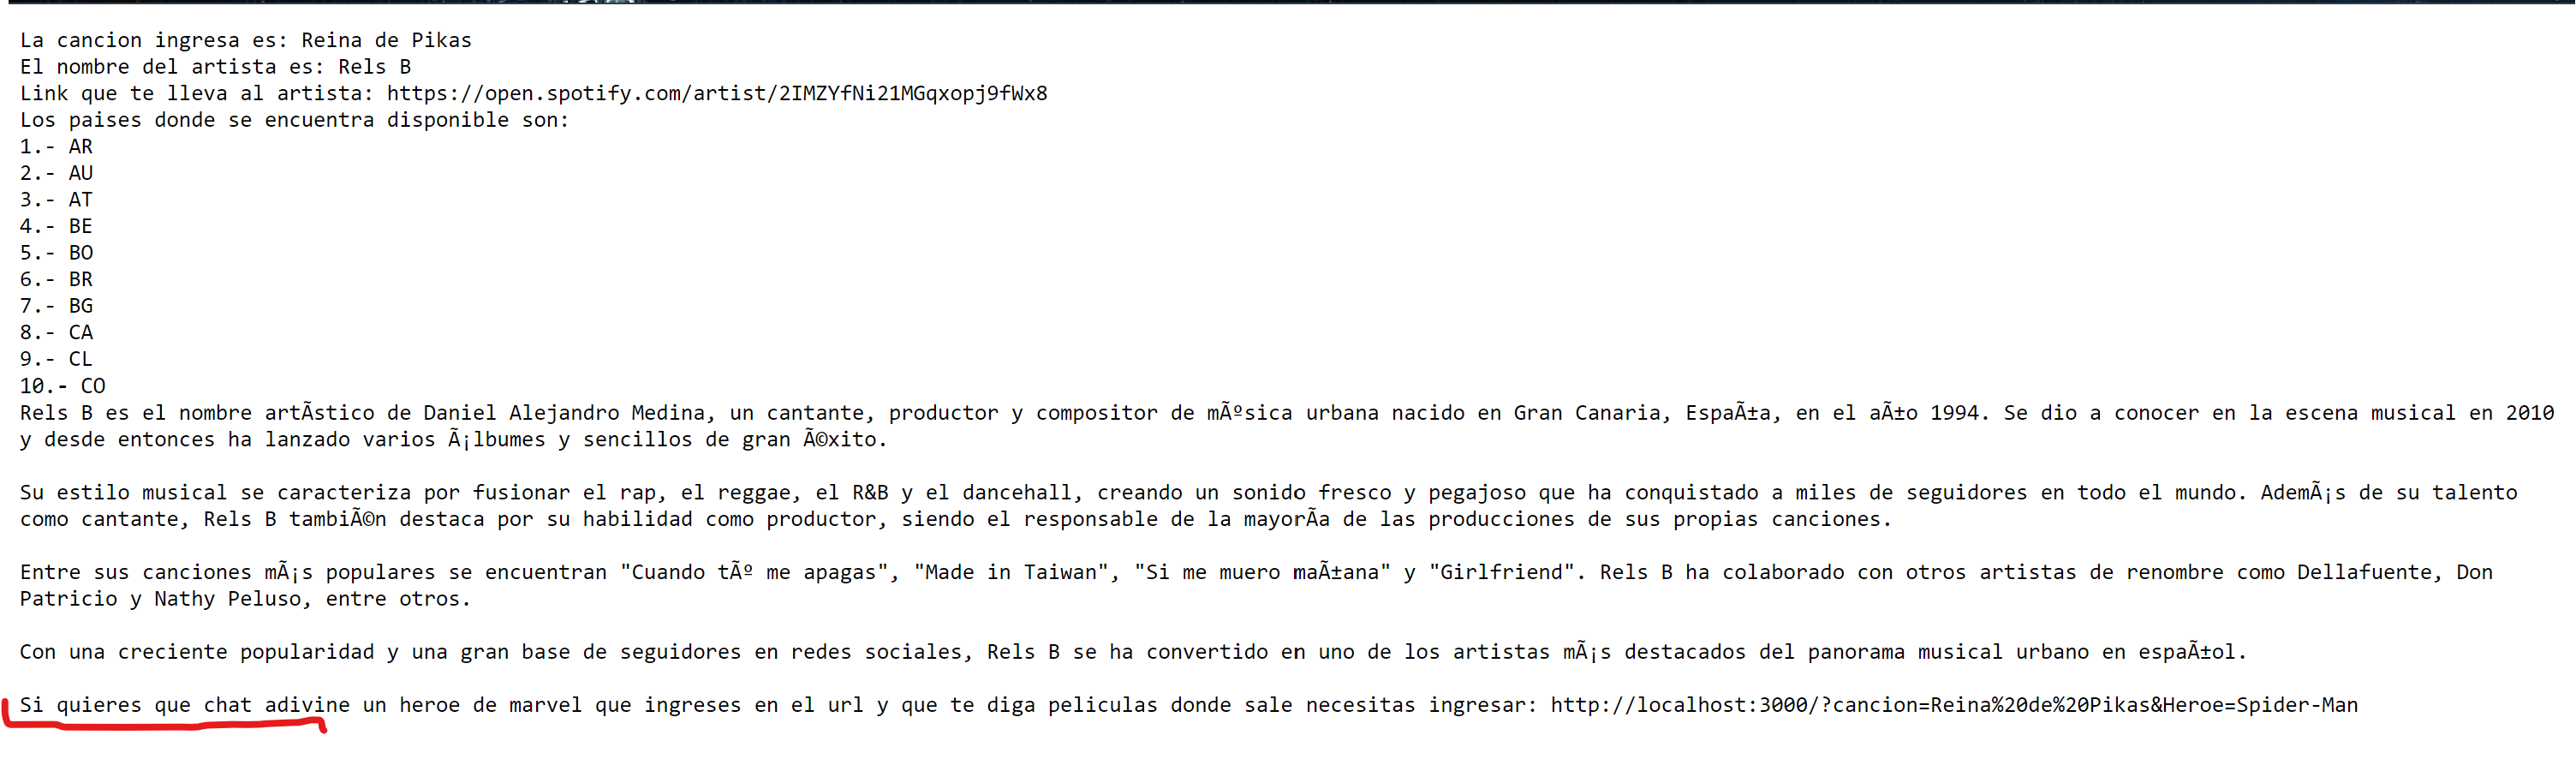 La cancion ingresa es: Reina de Pikas
El nombre del artista es: Rels B
Link que te lleva al artista: https://open.spotify.com/artist/2IMZYfNi21MGqxopj9fWx8
Los paises donde se encuentra disponible son:
1.- AR
2.- AU
3.- AT
4.- BE
5.- BO
6.- BR
7.- BG
8.- CA
9.- CL
10.- CO
Rels B es el nombre artÃstico de Daniel Alejandro Medina, un cantante, productor y compositor de mÃºsica urbana nacido en Gran Canaria, EspaÃ±a, en el aÃ±o 1994. Se dio a conocer en la escena musical en 2010
y desde entonces ha lanzado varios Ã¡lbumes y sencillos de gran Ã©xito.
Su estilo musical se caracteriza por fusionar el rap, el reggae, el R&B y el dancehall, creando un sonido fresco y pegajoso que ha conquistado a miles de seguidores en todo el mundo. AdemÃ¡s de su talento
como cantante, Rels B tambiÃ©n destaca por su habilidad como productor, siendo el responsable de la mayorÃa de las producciones de sus propias canciones.
Entre sus canciones mÃ¡s populares se encuentran "Cuando tÃº me apagas", "Made in Taiwan", "Si me muero maÃ±ana" y "Girlfriend". Rels B ha colaborado con otros artistas de renombre como Dellafuente, Don
Patricio y Nathy Peluso, entre otros.
Con una creciente popularidad y una gran base de seguidores en redes sociales, Rels B se ha convertido en uno de los artistas mÃ¡s destacados del panorama musical urbano en espaÃ±ol.
Si quieres que chat adivine un heroe de marvel que ingreses en el url y que te diga peliculas donde sale necesitas ingresar: http://localhost:3000/?cancion=Reina%20de%20Pikas&Heroe=Spider-Man